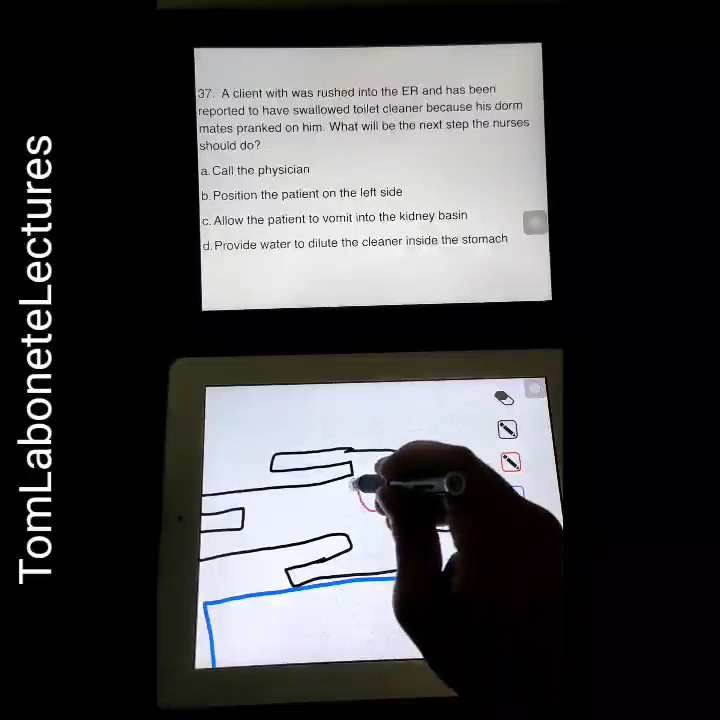 TomLaboneteLectures
37. A client with was rushed into the ER and has been
reported to have swallowed toilet cleaner because his dorm
mates pranked on him. What will be the next step the nurses
should do?
a. Call the physician
b. Position the patient on the left side
c. Allow the patient to vomit into the kidney basin
d. Provide water to dilute the cleaner inside the stomach